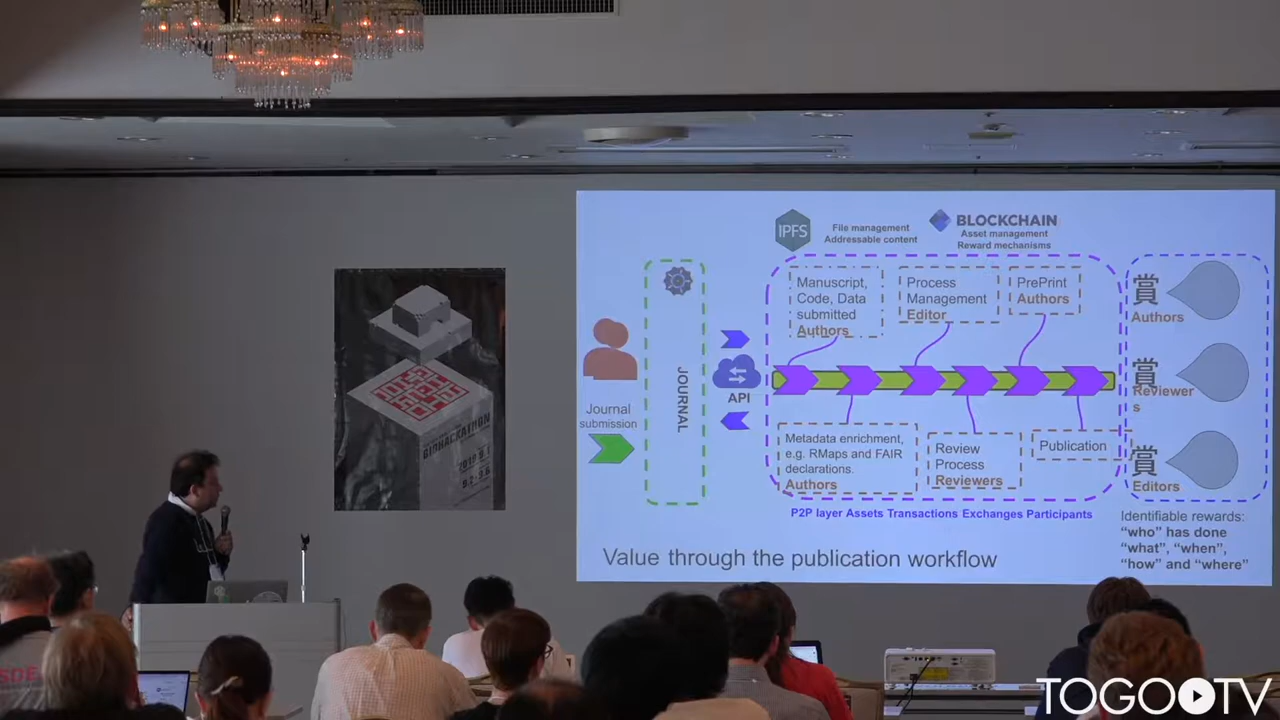 IPFS
File management
Addressable content
BLOCKCHAIN
Asset management
Reward mechanisms
Manuscript,
Code, Data
submitted
Authors
Process
Management
Editor
PrePrint
Authors
賞
Authors
賞
Reviewer
s
賞
Editors
JOURNAL
API
Journal
submission
Metadata enrichment,
e.g. RMaps and FAIR
declarations.
Authors
Review
Process
Reviewers
Publication
P2P layer Assets Transactions Exchanges Participants
Identifiable rewards:
“who” has done
“what”, “when”,
“how” and “where”
Value through the publication workflow
BIOHACKATHON
TOGO TV